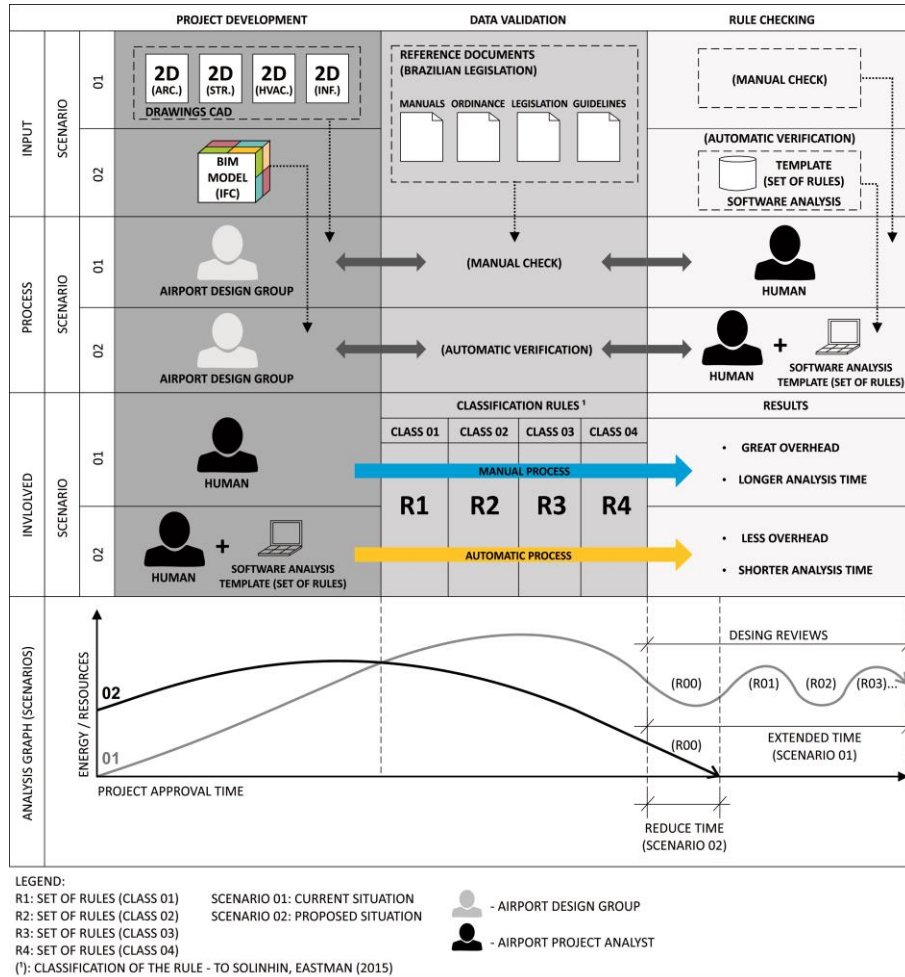 PROJECT DEVELOPMENT
DATA VALIDATION
RULE CHECKING
INPUT
SCENARIO
01
2D
(ARC.)
2D
(STR.)
2D
(HVAC.)
2D
(INF.)
DRAWINGS CAD
REFERENCE DOCUMENTS
(BRAZILIAN LEGISLATION)
MANUALS
ORDINANCE
LEGISLATION
GUIDELINES
(MANUAL CHECK)
02
BIM
MODEL
(IFC)
(AUTOMATIC VERIFICATION)
TEMPLATE
(SET OF RULES)
SOFTWARE ANALYSIS
PROCESS
SCENARIO
01
AIRPORT DESIGN GROUP
(MANUAL CHECK)
HUMAN
02
AIRPORT DESIGN GROUP
(AUTOMATIC VERIFICATION)
HUMAN
+
SOFTWARE ANALYSIS
TEMPLATE (SET OF RULES)
INVLOLVED
SCENARIO
CLASSIFICATION RULES ¹
RESULTS
CLASS 01
CLASS 02
CLASS 03
CLASS 04
01
HUMAN
MANUAL PROCESS
• GREAT OVERHEAD
• LONGER ANALYSIS TIME
R1
R2
R3
R4
02
HUMAN
+
SOFTWARE ANALYSIS
TEMPLATE (SET OF RULES)
AUTOMATIC PROCESS
• LESS OVERHEAD
• SHORTER ANALYSIS TIME
ANALYSIS GRAPH (SCENARIOS)
ENERGY / RESOURCES
02
01
PROJECT APPROVAL TIME
DESING REVIEWS
(R00)
(R01)
(R02)
(R03)...
(R00)
EXTENDED TIME
(SCENARIO 01)
REDUCE TIME
(SCENARIO 02)
LEGEND:
R1: SET OF RULES (CLASS 01)
R2: SET OF RULES (CLASS 02)
R3: SET OF RULES (CLASS 03)
R4: SET OF RULES (CLASS 04)
(¹): CLASSIFICATION OF THE RULE - TO SOLINHIN, EASTMAN (2015)
SCENARIO 01: CURRENT SITUATION
SCENARIO 02: PROPOSED SITUATION
- AIRPORT DESIGN GROUP
- AIRPORT PROJECT ANALYST